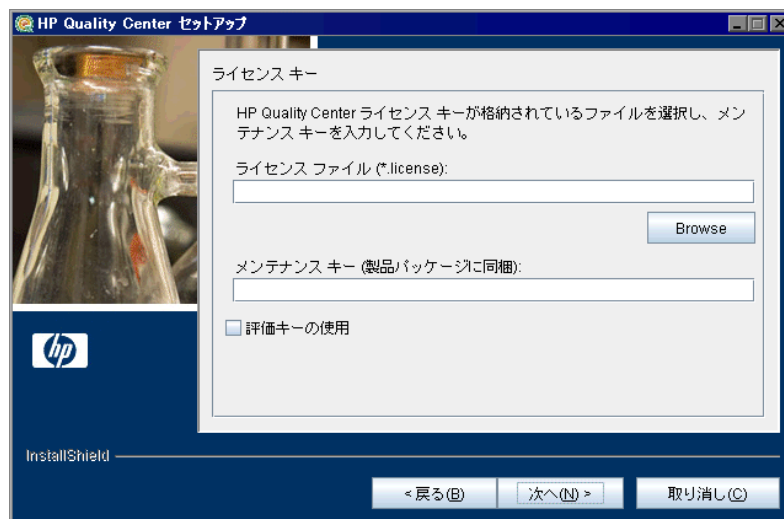 HP Quality Center セットアップ
ライセンス キー
HP Quality Center ライセンス キーが格納されているファイルを選択し、メン
テナンス キーを入力してください。
ライセンス ファイル (*.license):
Browse
メンテナンス キー (製品パッケージに同梱):
評価キーの使用
hp
InstallShield
< 戻る(B)
次へ(N) >
取り消し(C)